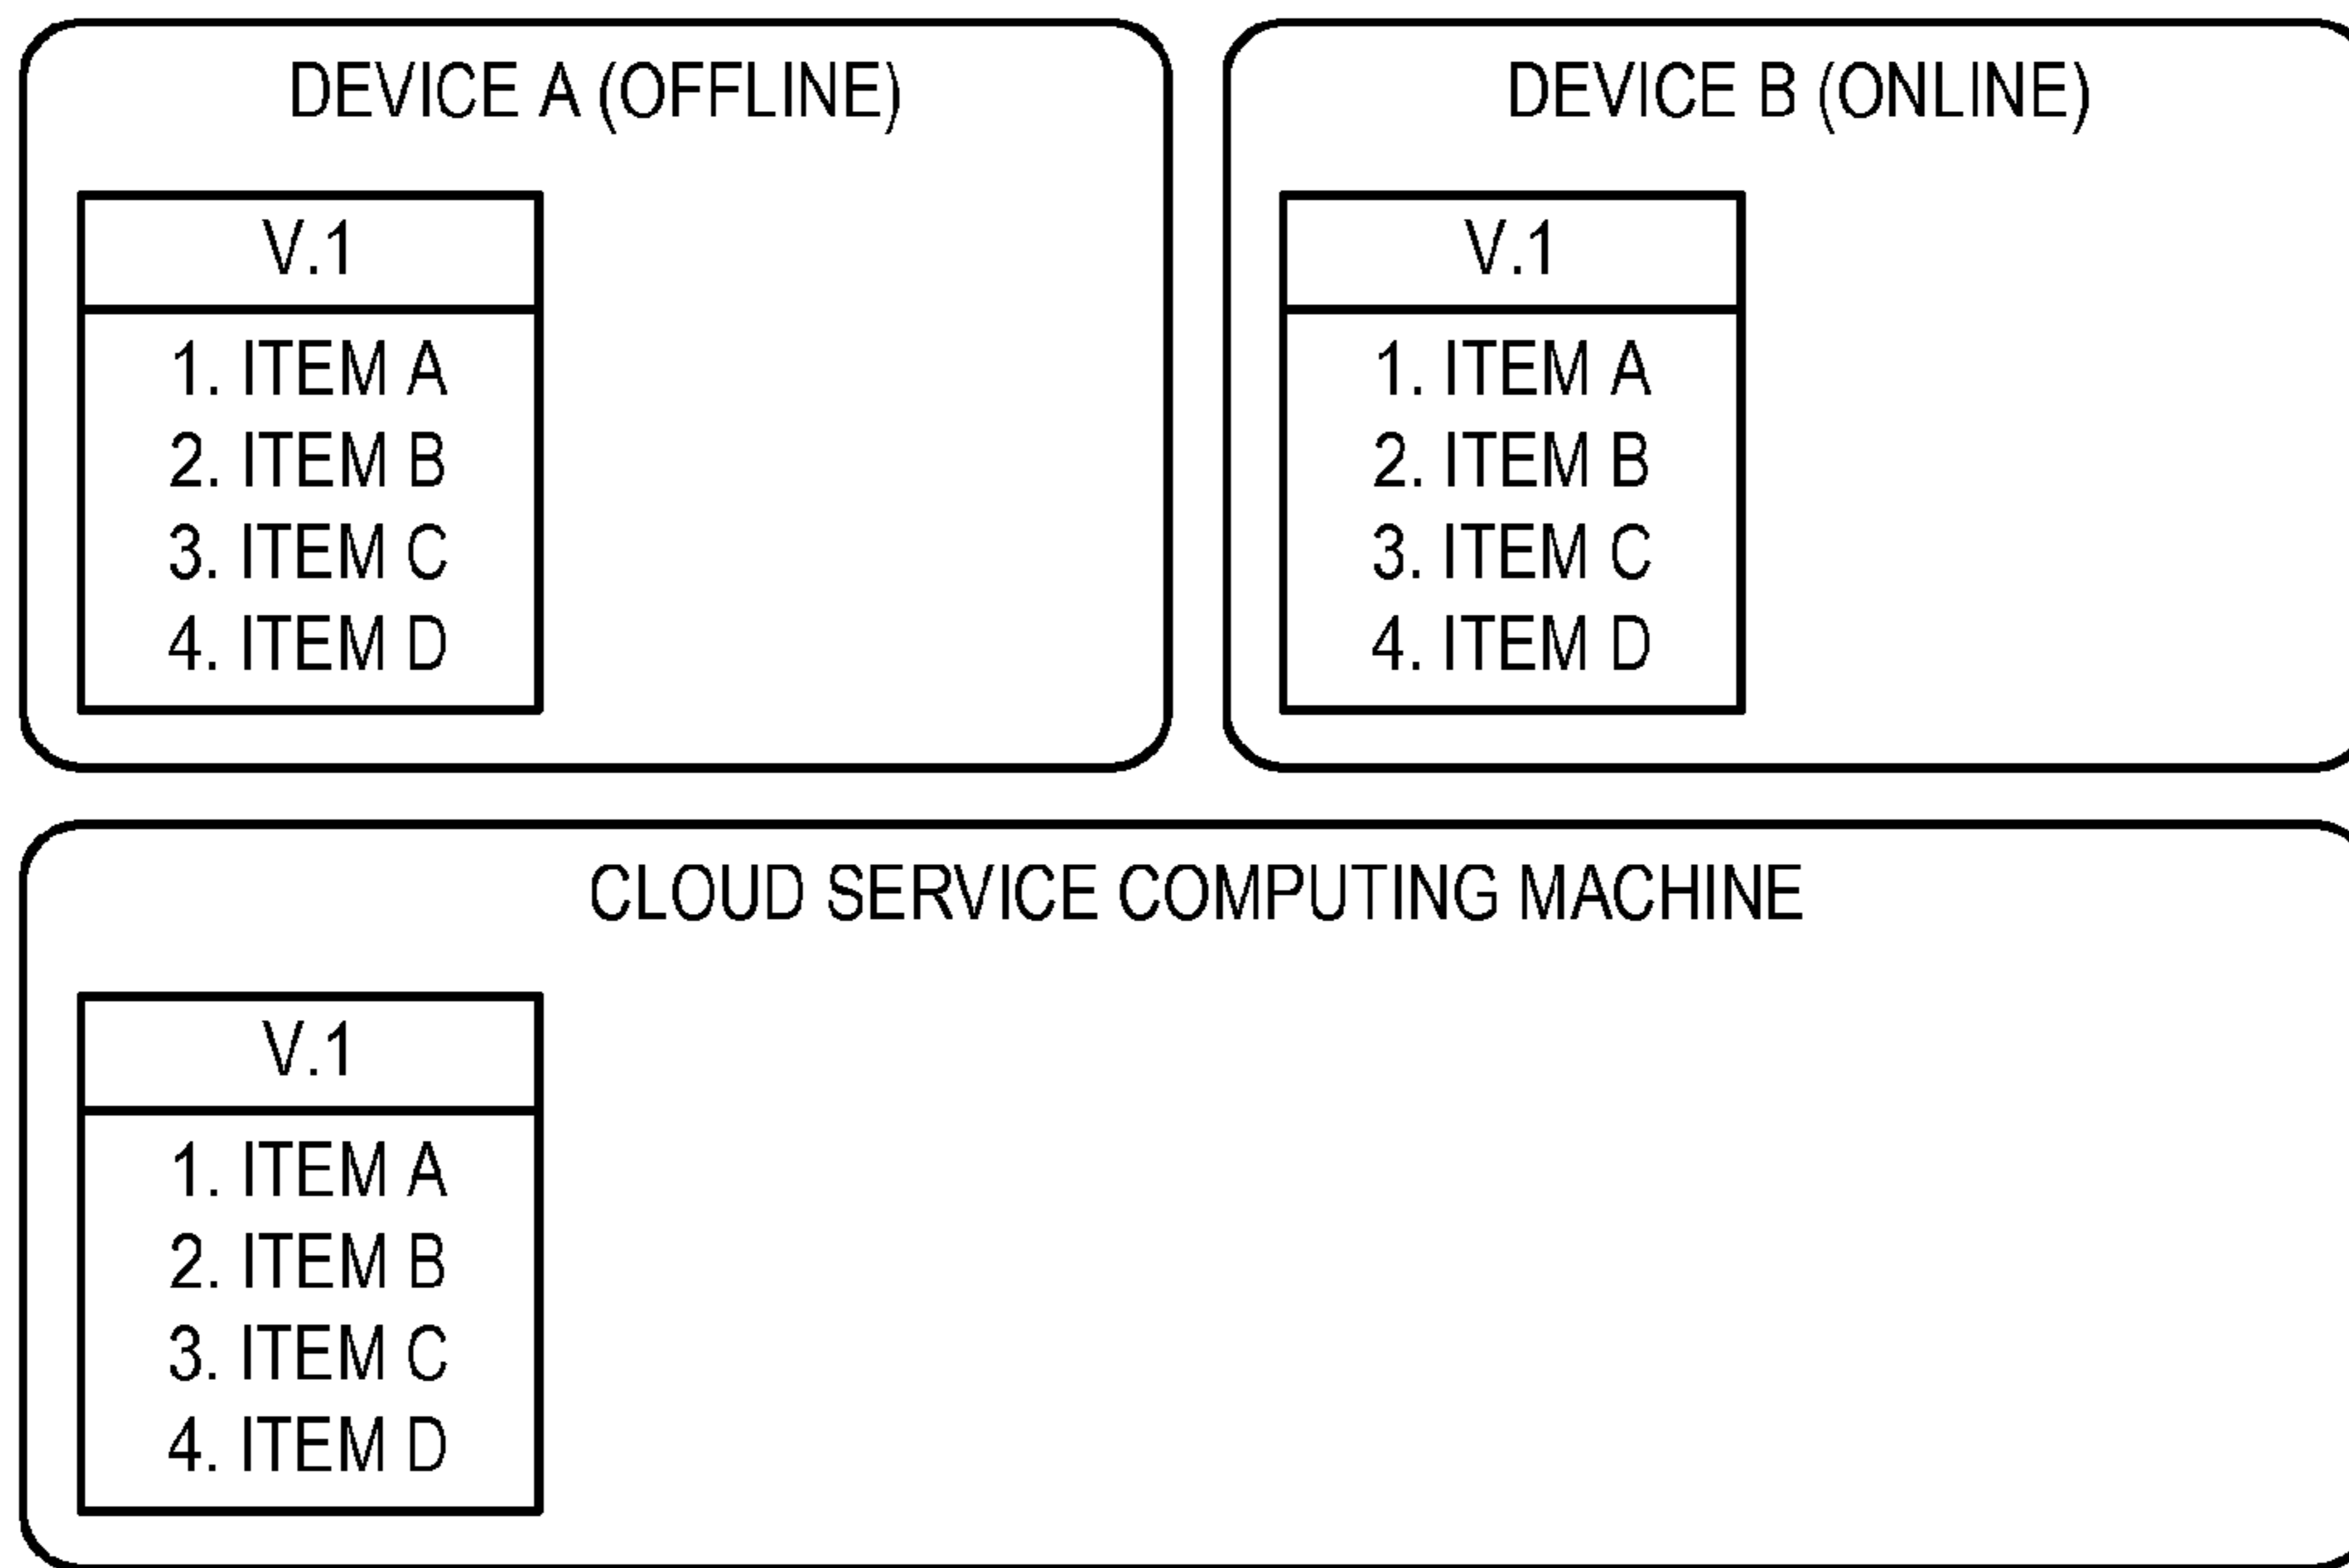 DEVICE A (OFFLINE)
V.1
1. ITEM A
2. ITEM B
3. ITEM C
4. ITEM D
DEVICE B (ONLINE)
V.1
1. ITEM A
2. ITEM B
3. ITEM C
4. ITEM D
CLOUD SERVICE COMPUTING MACHINE
V.1
1. ITEM A
2. ITEM B
3. ITEM C
4. ITEM D